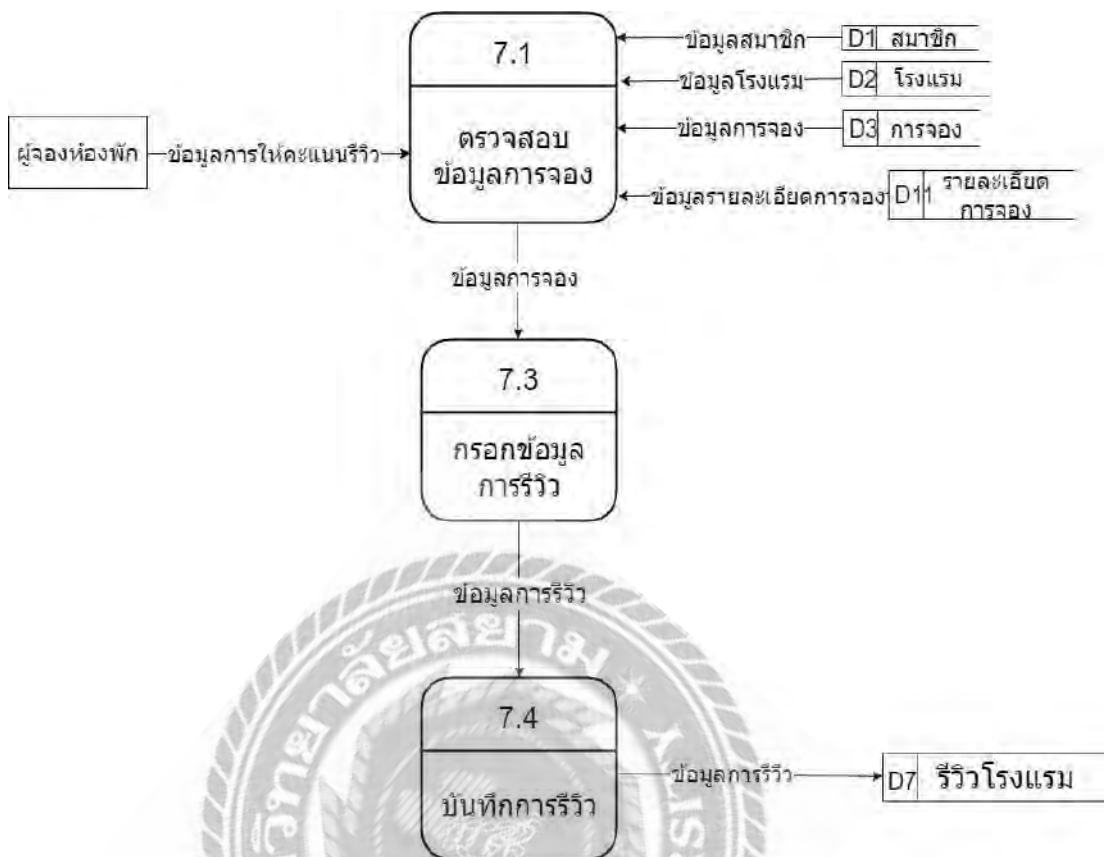 7.1
ตรวจสอบ
ข้อมูลการจอง
ผู้จองห้องพัก
ข้อมูลการให้คะแนนรีวิว
ข้อมูลสมาชิก
D1 สมาชิก
ข้อมูลโรงแรม
D2 โรงแรม
ข้อมูลการจอง
D3 การจอง
ข้อมูลรายละเอียดการจอง
D11 รายละเอียด
การจอง
ข้อมูลการจอง
7.3
กรอกข้อมูล
การรีวิว
ข้อมูลการรีวิว
7.4
บันทึกการรีวิว
ข้อมูลการรีวิว
D7 รีวิวโรงแรม
วิทยาลัยสยาม